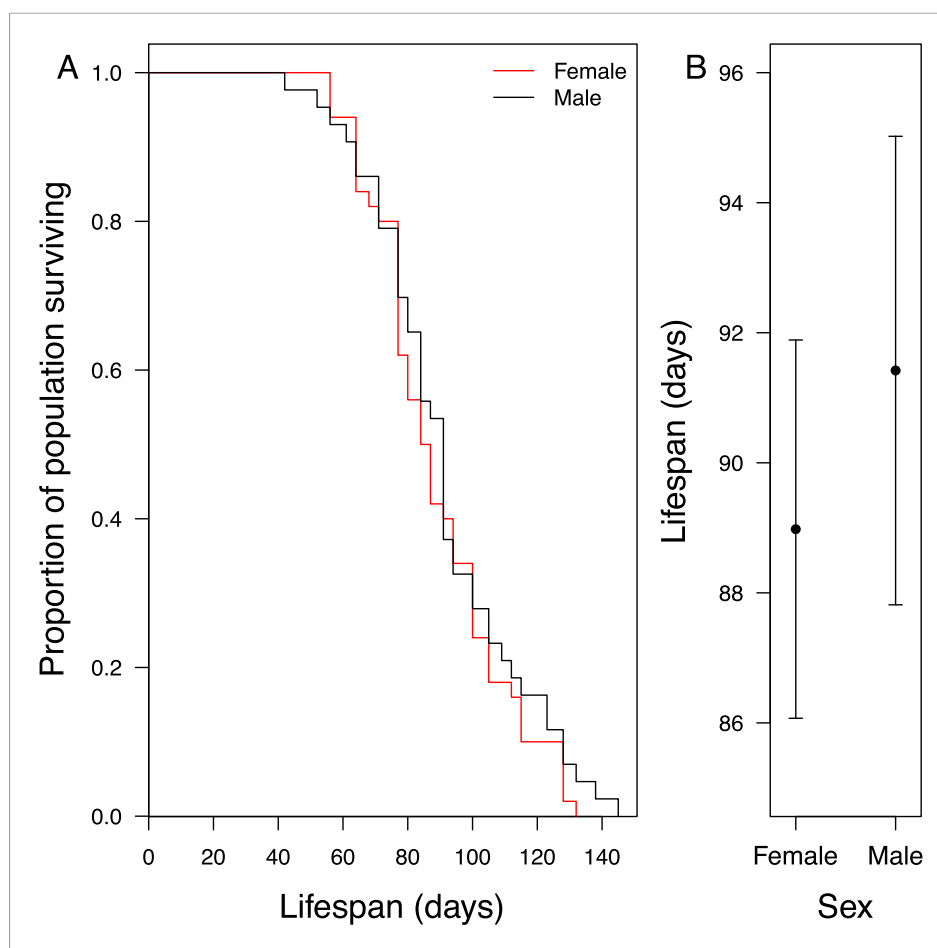 A
Female
Male
1.0
0.8
0.6
0.4
0.2
0.0
Proportion of population surviving
0 20 40 60 80 100 120 140
Lifespan (days)
B
96
94
92
90
88
86
Lifespan (days)
Female Male
Sex